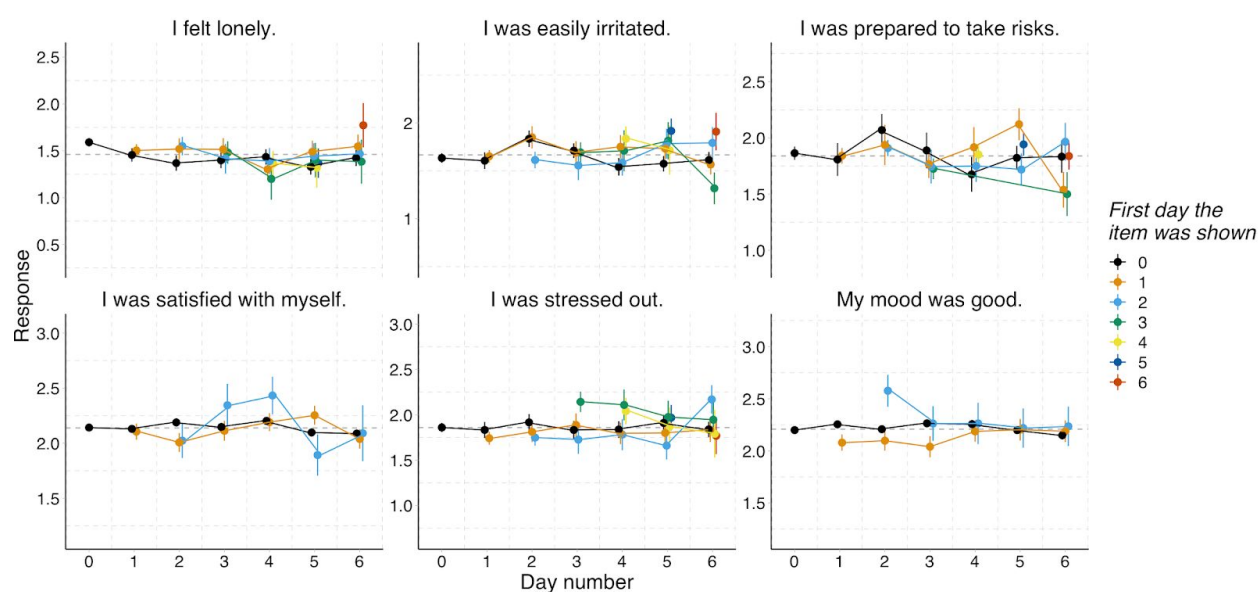 I felt lonely.
I was easily irritated.
I was prepared to take risks.
2.5
2.0
1.5
1.0
0.5
2
1
2.5
2.0
1.5
1.0
Response
I was satisfied with myself.
I was stressed out.
My mood was good.
3.0
2.5
2.0
1.5
3.0
2.5
2.0
1.5
1.0
3.0
2.5
2.0
1.5
0 1 2 3 4 5 6
0 1 2 3 4 5 6
0 1 2 3 4 5 6
Day number
First day the
item was shown
0
1
2
3
4
5
6